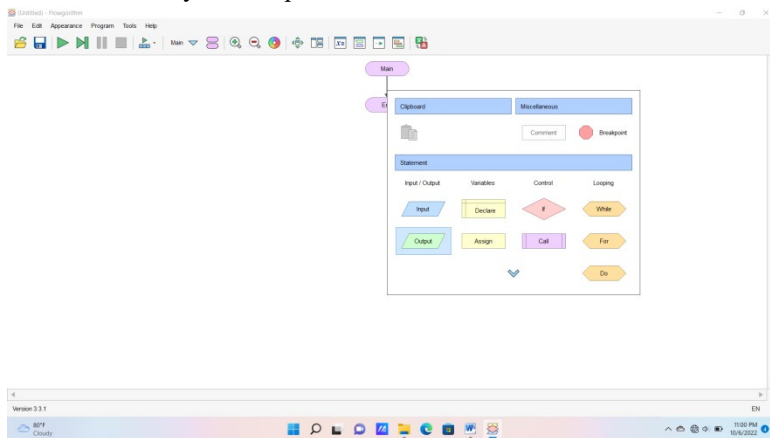 (Untitled) - Flowgorithm
File Edit Appearance Program Tools Help
Main
Main
Clipboard Miscellaneous
Comment Breakpoint
Statement
Input / Output Variables Control Looping
Input Declare If While
Output Assign Call For
Do
Version 3.3.1 EN
80°F
Cloudy
11:00 PM
10/6/2022